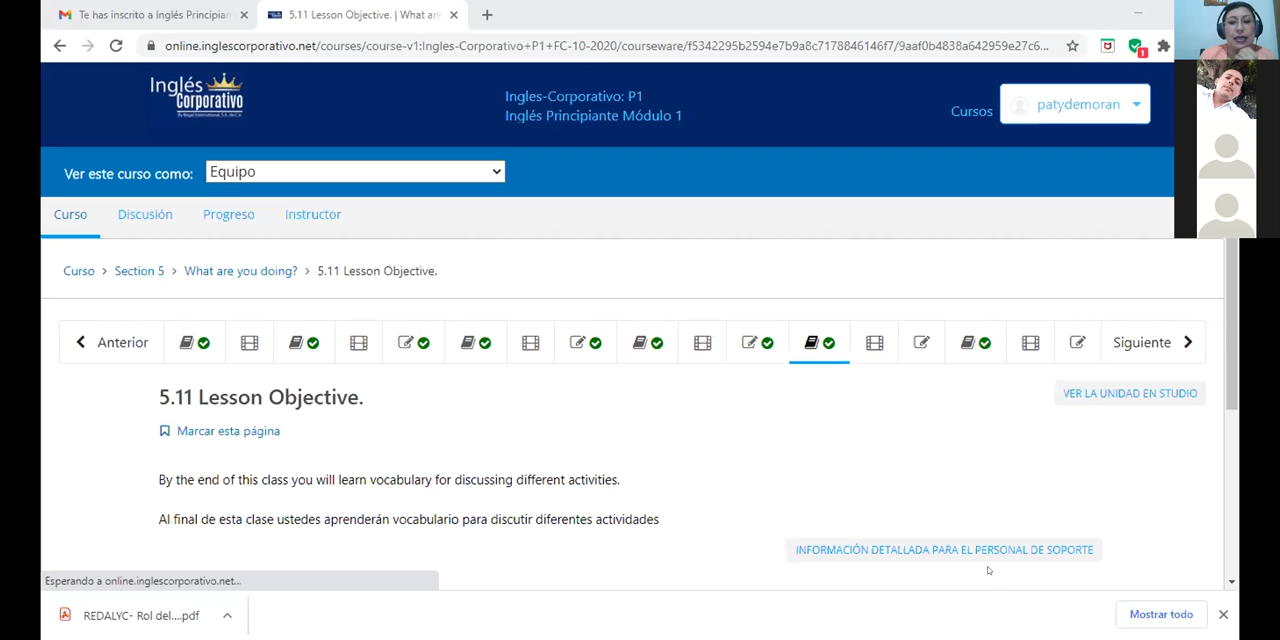 Te has inscrito a Inglés Principian
5.11 Lesson Objective. | What are
online.inglescorporativo.net/courses/course-v1:Ingles-Corporativo+P1+FC-10-2020/courseware/f5342295b2594e7b9a8c7178846146f7/9aaf0b4838a642959e27c6...
1
Inglés
Corporativo
Ingles-Corporativo: P1
Inglés Principiante Módulo 1
Cursos
patydemoran
Ver este curso como:
Equipo
Curso
Discusión
Progreso
Instructor
Curso > Section 5 > What are you doing? > 5.11 Lesson Objective.
Anterior
Siguiente
5.11 Lesson Objective.
VER LA UNIDAD EN STUDIO
Marcar esta página
By the end of this class you will learn vocabulary for discussing different activities.
Al final de esta clase ustedes aprenderán vocabulario para discutir diferentes actividades
INFORMACIÓN DETALLADA PARA EL PERSONAL DE SOPORTE
Esperando a online.inglescorporativo.net...
REDALYC- Rol del....pdf
Mostrar todo